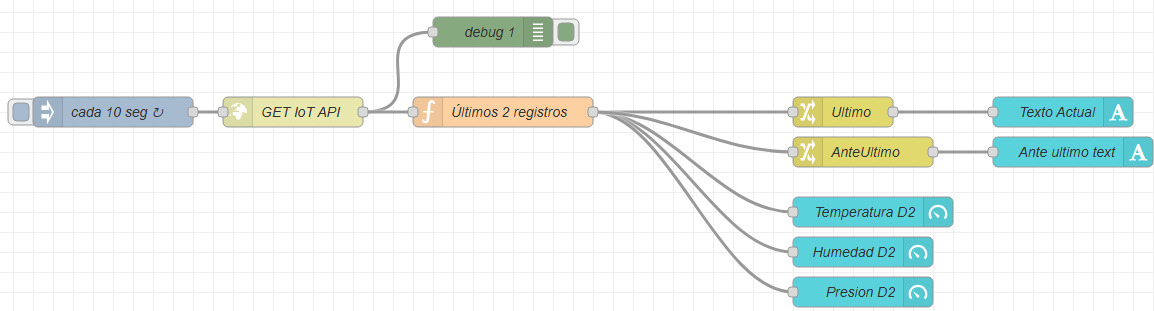 debug 1
cada 10 seg ↻
GET IoT API
Últimos 2 registros
Ultimo
Texto Actual
AnteUltimo
Ante ultimo text
Temperatura D2
Humedad D2
Presion D2